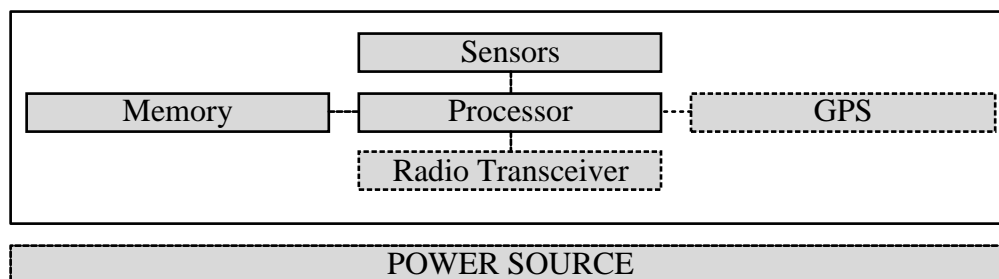 Sensors
Memory
Processor
GPS
Radio Transceiver
POWER SOURCE